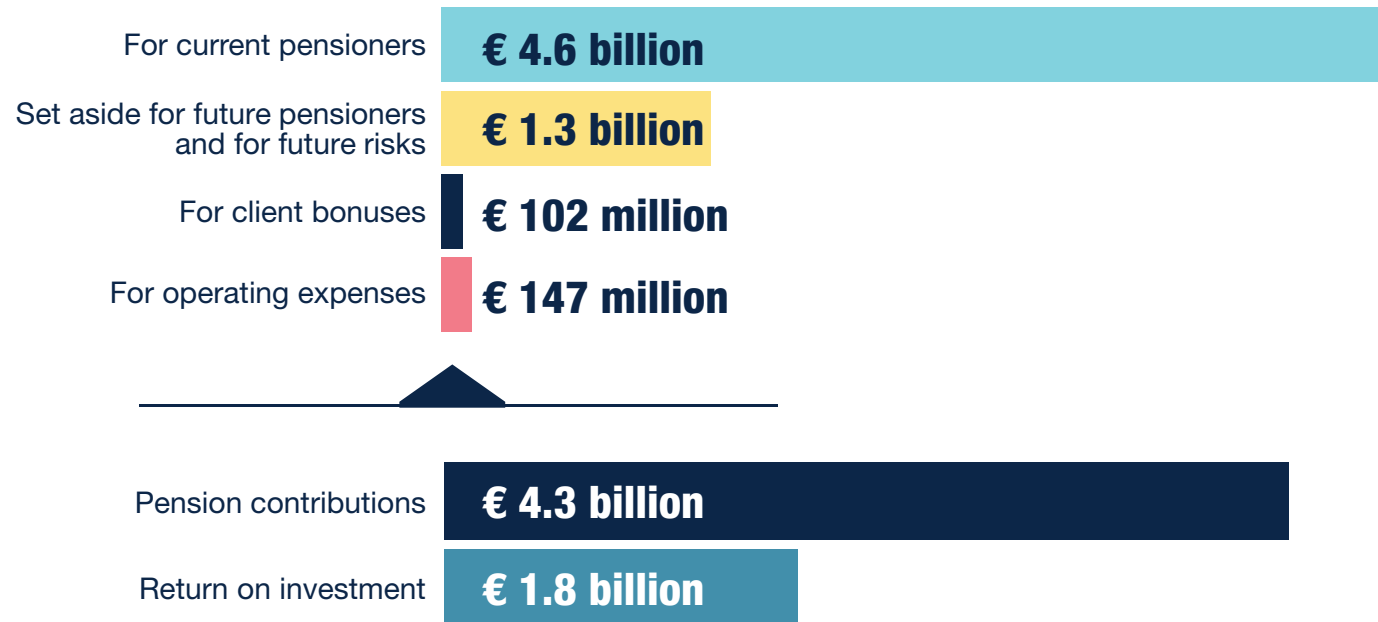 For current pensioners
€ 4.6 billion
Set aside for future pensioners
and for future risks
€ 1.3 billion
For client bonuses
€ 102 million
For operating expenses
€ 147 million
Pension contributions
€ 4.3 billion
Return on investment
€ 1.8 billion